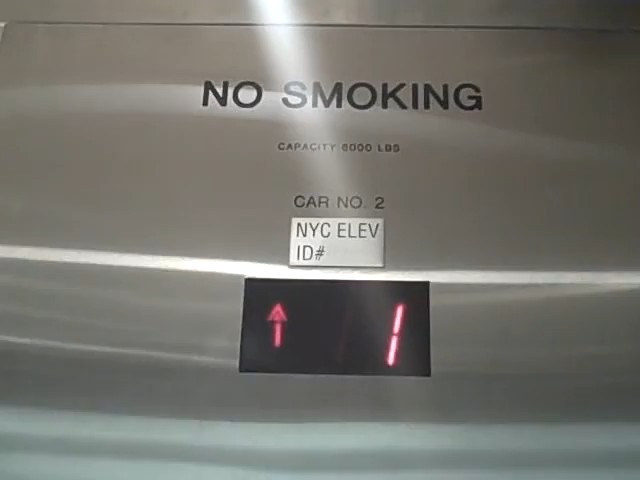 NO SMOKING
CAPACITY 6000 LBS
CAR NO. 2
NYC ELEV
ID#
↑ 1